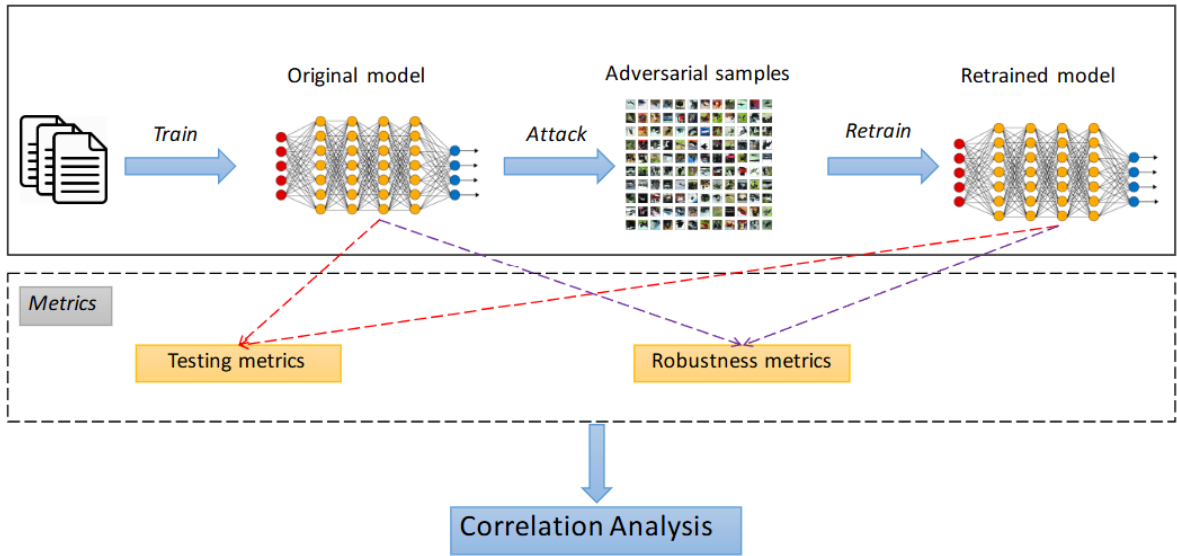 Original model
Adversarial samples
Retrained model
Train
Attack
Retrain
Metrics
Testing metrics
Robustness metrics
Correlation Analysis